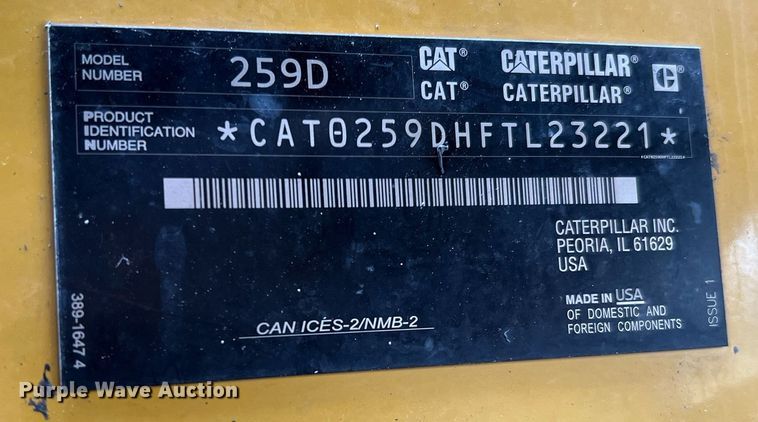 MODEL NUMBER 259D
CAT® CATERPILLAR®
CAT® CATERPILLAR®
PRODUCT IDENTIFICATION NUMBER *CAT0259DHFTL23221*
*CAT0259DHFTL23221*
CATERPILLAR INC.
PEORIA, IL 61629
USA
MADE IN USA
OF DOMESTIC AND
FOREIGN COMPONENTS
ISSUE 1
CAN ICES-2/NMB-2
389-1647 4
Purple Wave Auction